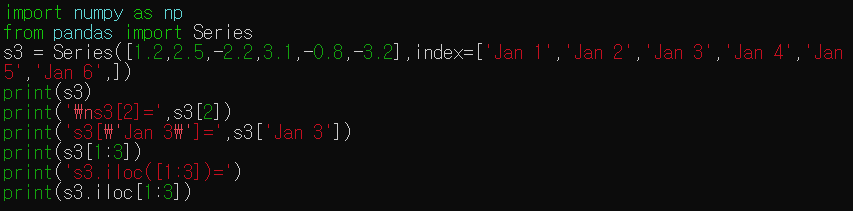 import numpy as np
from pandas import Series
s3 = Series([1.2,2.5,-2.2,3.1,-0.8,-3.2],index=['Jan 1','Jan 2','Jan 3','Jan 4','Jan
5','Jan 6',])
print(s3)
print('₩ns3[2]=',s3[2])
print('s3[₩'Jan 3₩']=',s3['Jan 3'])
print(s3[1:3])
print('s3.iloc([1:3])=')
print(s3.iloc[1:3])